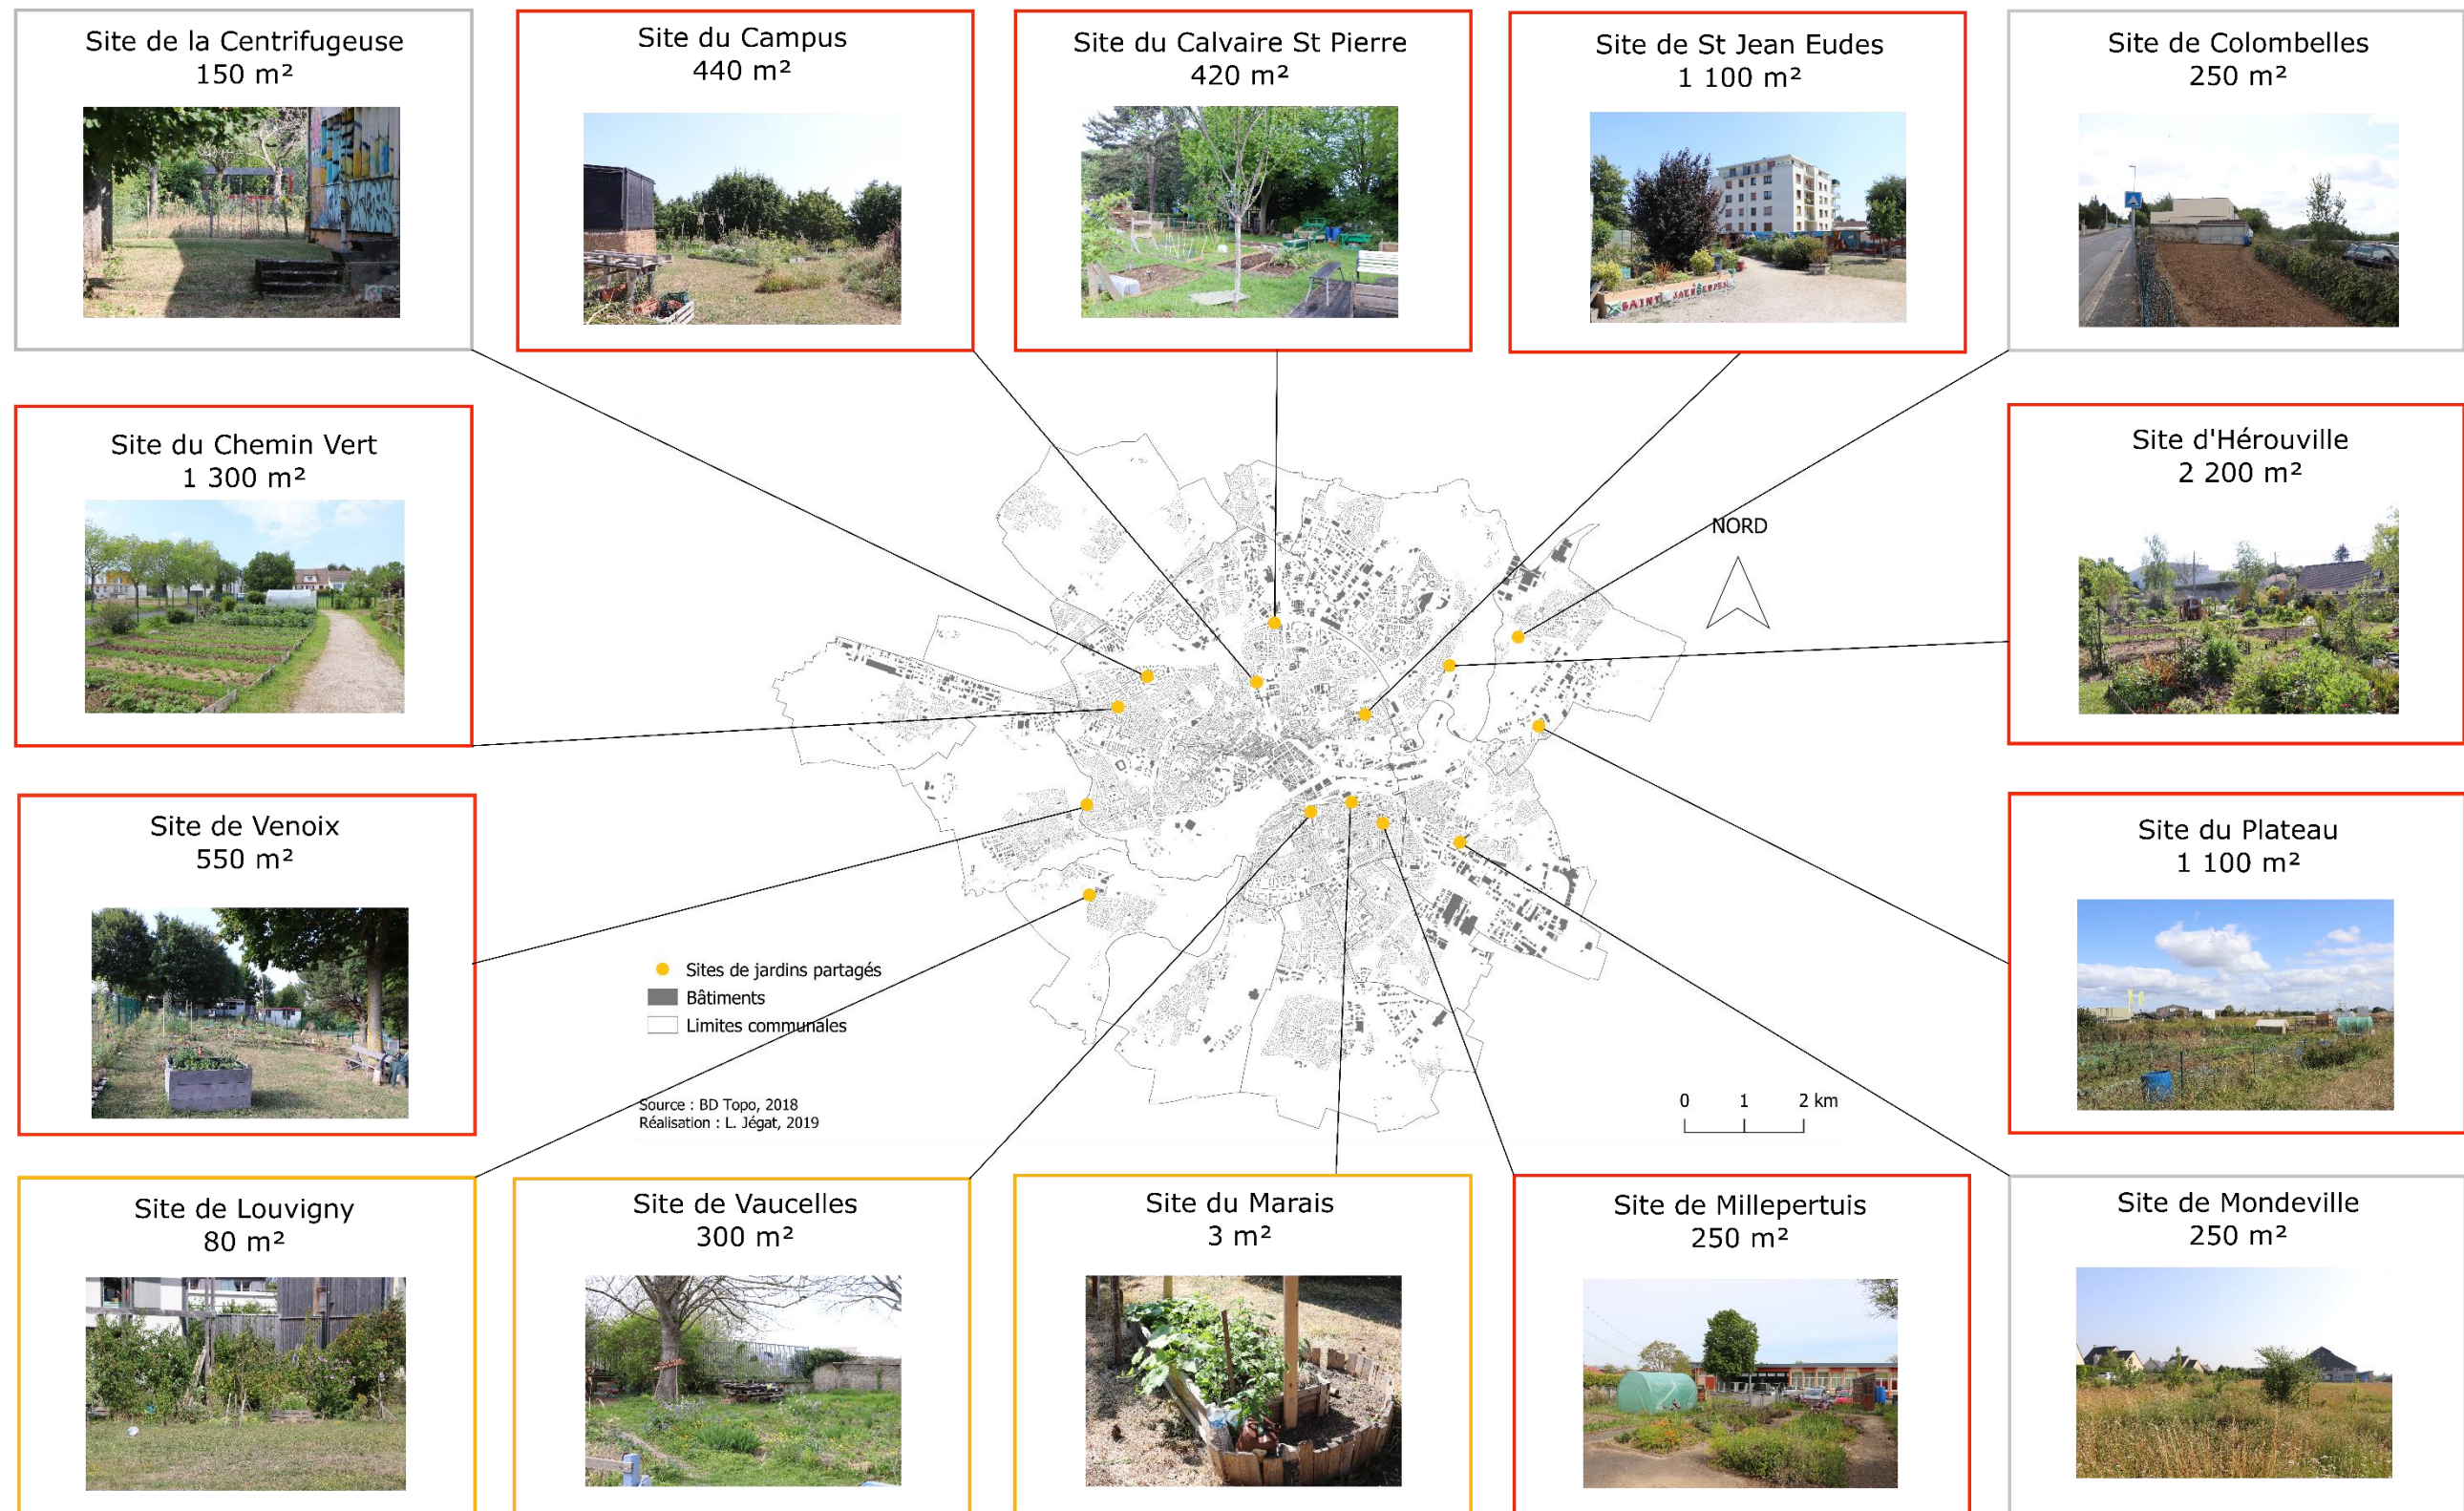 Site de la Centrifugeuse
150 m²
Site du Campus
440 m²
Site du Calvaire St Pierre
420 m²
Site de St Jean Eudes
1 100 m²
Site de Colombelles
250 m²
Site du Chemin Vert
1 300 m²
Site d'Hérouville
2 200 m²
NORD
Site de Venoix
550 m²
Site du Plateau
1 100 m²
Sites de jardins partagés
Bâtiments
Limites communales
Source : BD Topo, 2018
Réalisation : L. Jégat, 2019
0 1 2 km
Site de Louvigny
80 m²
Site de Vaucelles
300 m²
Site du Marais
3 m²
Site de Millepertuis
250 m²
Site de Mondeville
250 m²